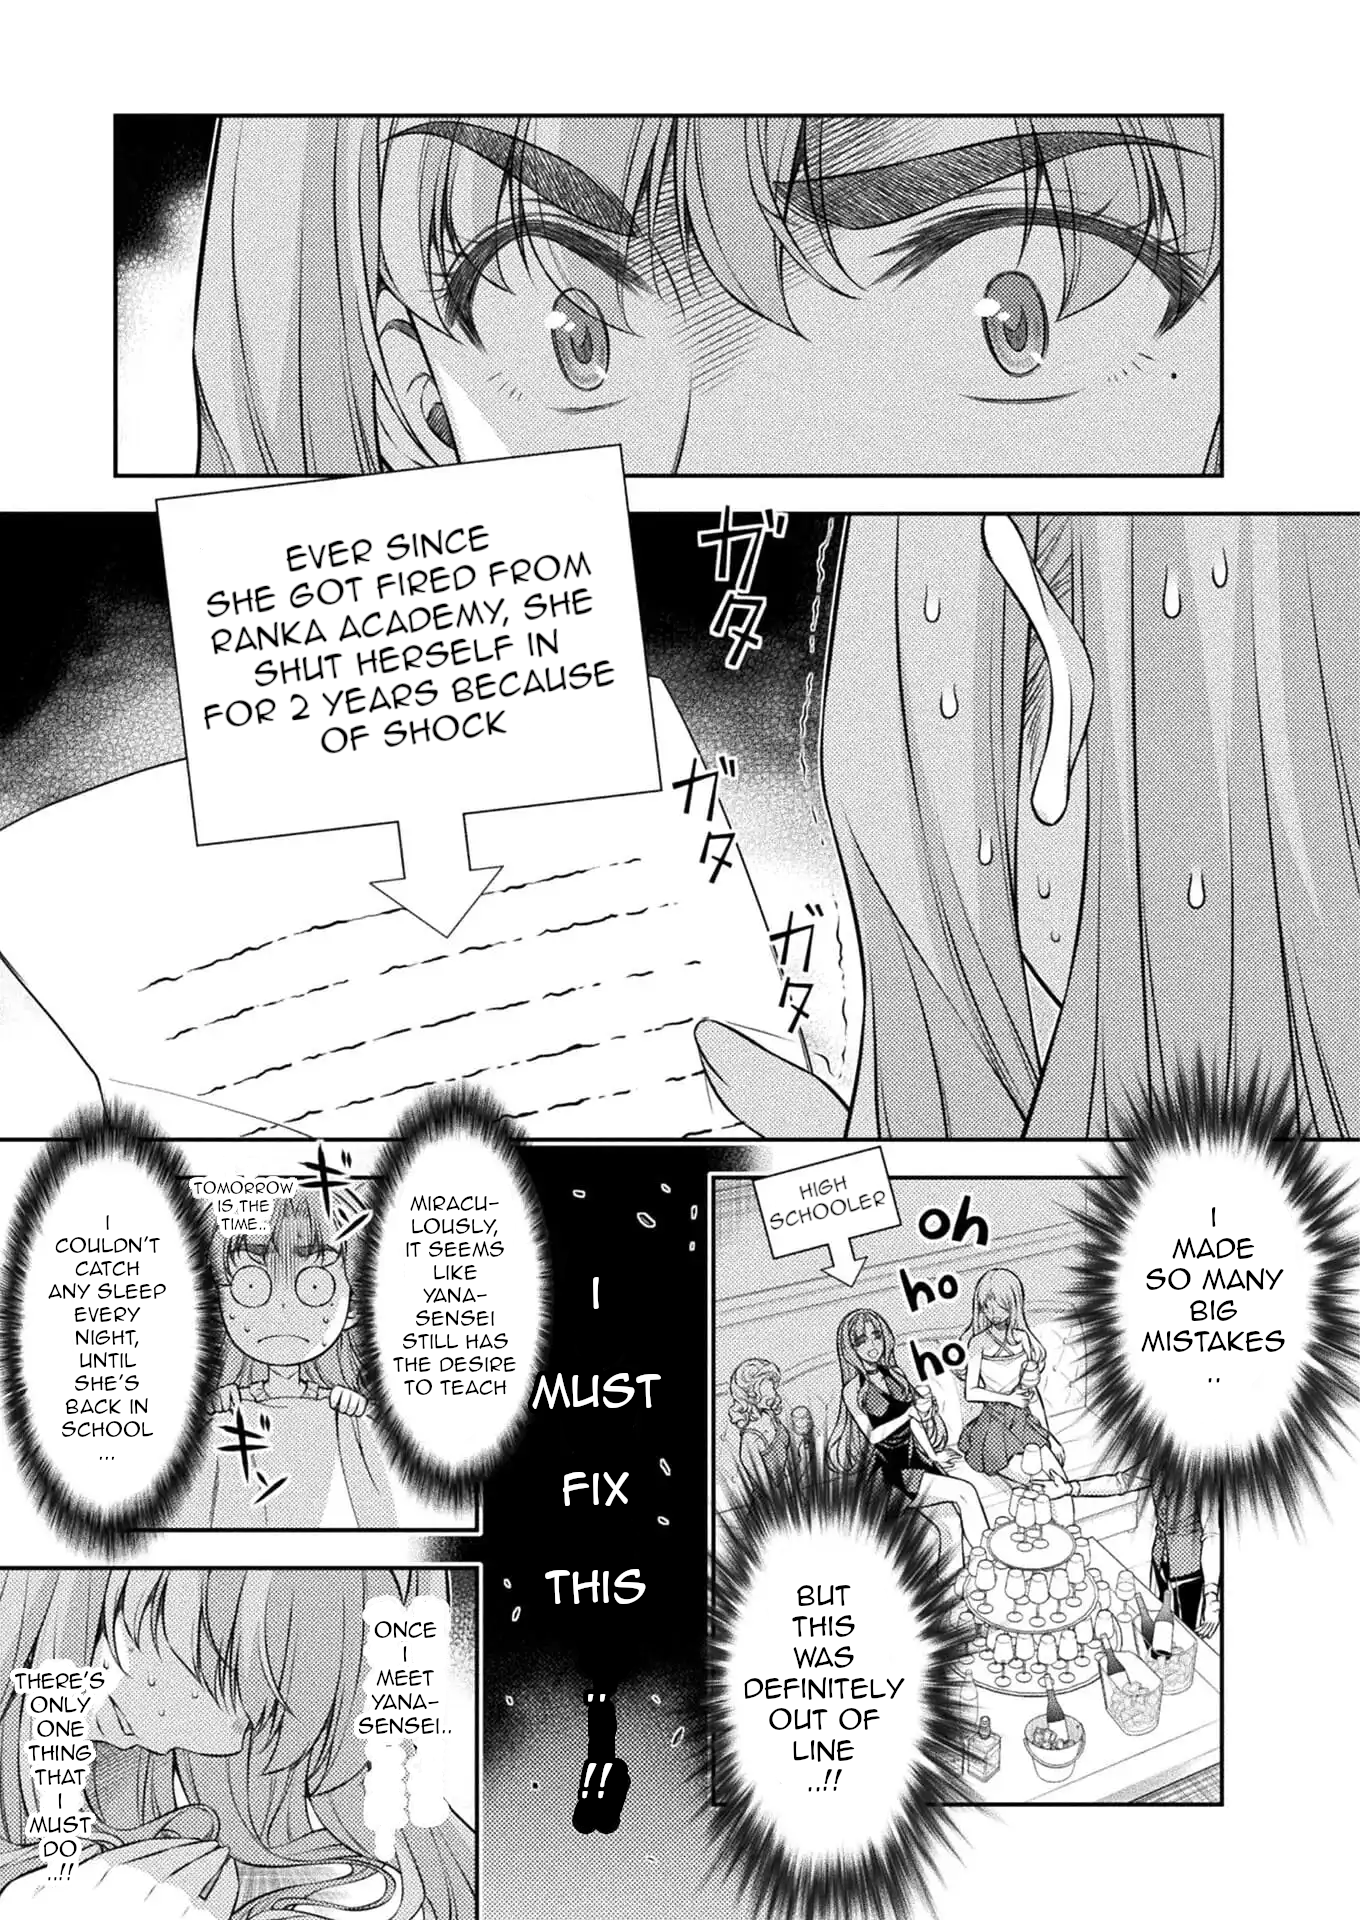 EVER SINCE
SHE GOT FIRED FROM
RANKA ACADEMY, SHE
SHUT HERSELF IN
FOR 2 YEARS BECAUSE
OF SHOCK
ガタ
ガタ
ガタ
I
MADE
SO MANY
BIG
MISTAKES
..
HIGH
SCHOOLER
oh
ho
ho
BUT
THIS
WAS
DEFINITELY
OUT OF
LINE
..!!
I
MUST
FIX
THIS
..
!!
MIRACU-
LOUSLY,
IT SEEMS
LIKE
YANA-
SENSEI
STILL HAS
THE DESIRE
TO TEACH
TOMORROW
IS THE
TIME..
ギン
ギン
I
COULDN'T
CATCH
ANY SLEEP
EVERY
NIGHT,
UNTIL
SHE'S
BACK IN
SCHOOL
...
ONCE
I
MEET
YANA-
SENSEI..
THERE'S
ONLY
ONE
THING
THAT
I
MUST
DO
..!!